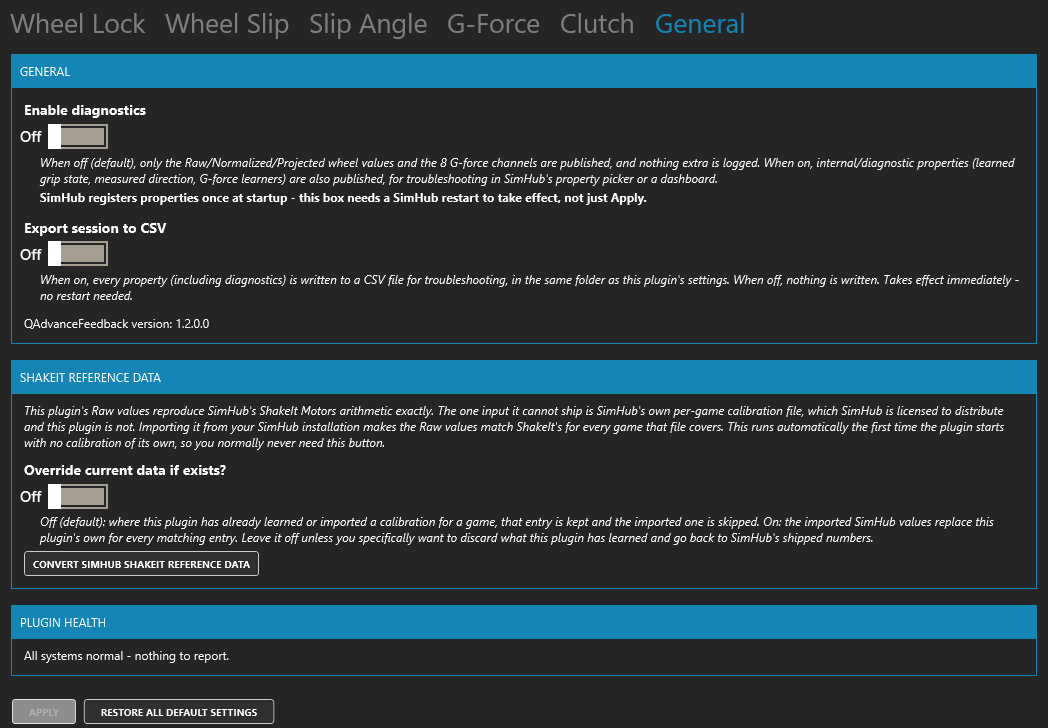 Wheel Lock Wheel Slip Slip Angle G-Force Clutch General
GENERAL
Enable diagnostics
Off
When off (default), only the Raw/Normalized/Projected wheel values and the 8 G-force channels are published, and nothing extra is logged. When on, internal/diagnostic properties (learned
grip state, measured direction, G-force learners) are also published, for troubleshooting in SimHub's property picker or a dashboard.
SimHub registers properties once at startup - this box needs a SimHub restart to take effect, not just Apply.
Export session to CSV
Off
When on, every property (including diagnostics) is written to a CSV file for troubleshooting, in the same folder as this plugin's settings. When off, nothing is written. Takes effect immediately -
no restart needed.
QAdvanceFeedback version: 1.2.0.0
SHAKEIT REFERENCE DATA
This plugin's Raw values reproduce SimHub's ShakeIt Motors arithmetic exactly. The one input it cannot ship is SimHub's own per-game calibration file, which SimHub is licensed to distribute
and this plugin is not. Importing it from your SimHub installation makes the Raw values match ShakeIt's for every game that file covers. This runs automatically the first time the plugin starts
with no calibration of its own, so you normally never need this button.
Override current data if exists?
Off
Off (default): where this plugin has already learned or imported a calibration for a game, that entry is kept and the imported one is skipped. On: the imported SimHub values replace this
plugin's own for every matching entry. Leave it off unless you specifically want to discard what this plugin has learned and go back to SimHub's shipped numbers.
CONVERT SIMHUB SHAKEIT REFERENCE DATA
PLUGIN HEALTH
All systems normal - nothing to report.
APPLY RESTORE ALL DEFAULT SETTINGS